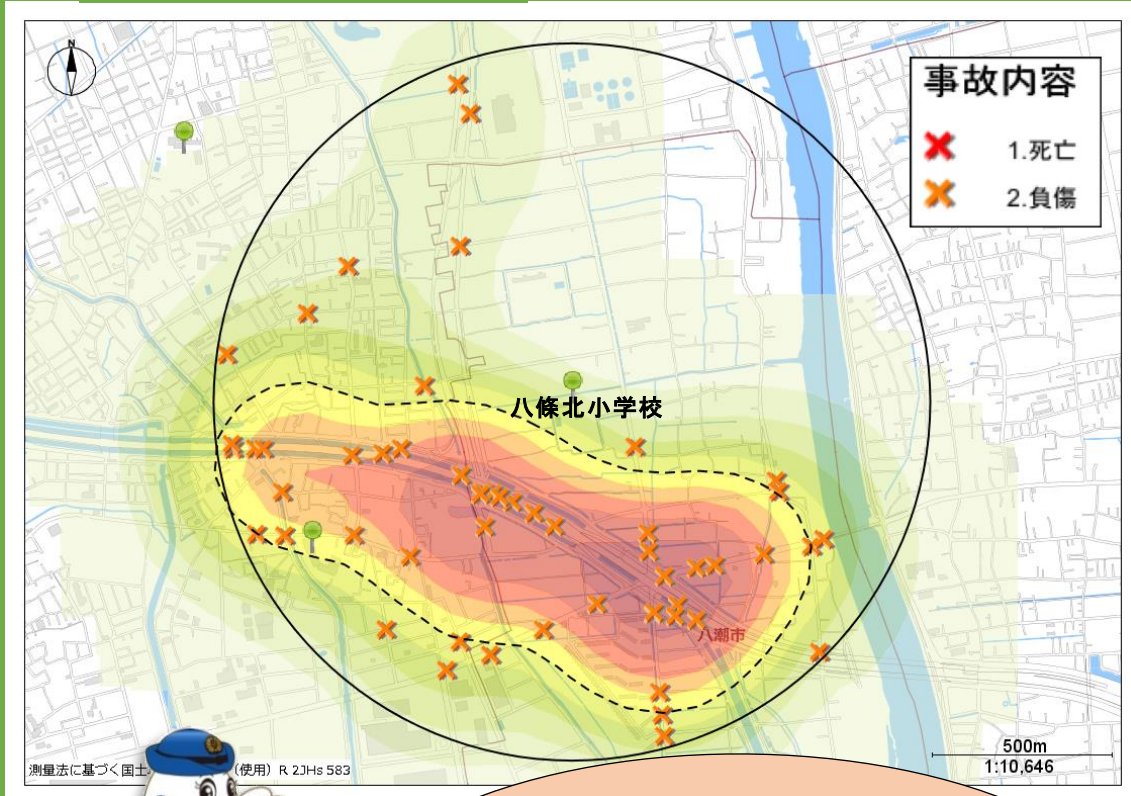 N
事故内容
1.死亡
2.負傷
八條北小学校
八潮市
500m
1:10,646
測量法に基づく国土
(使用) R 2JHs 583